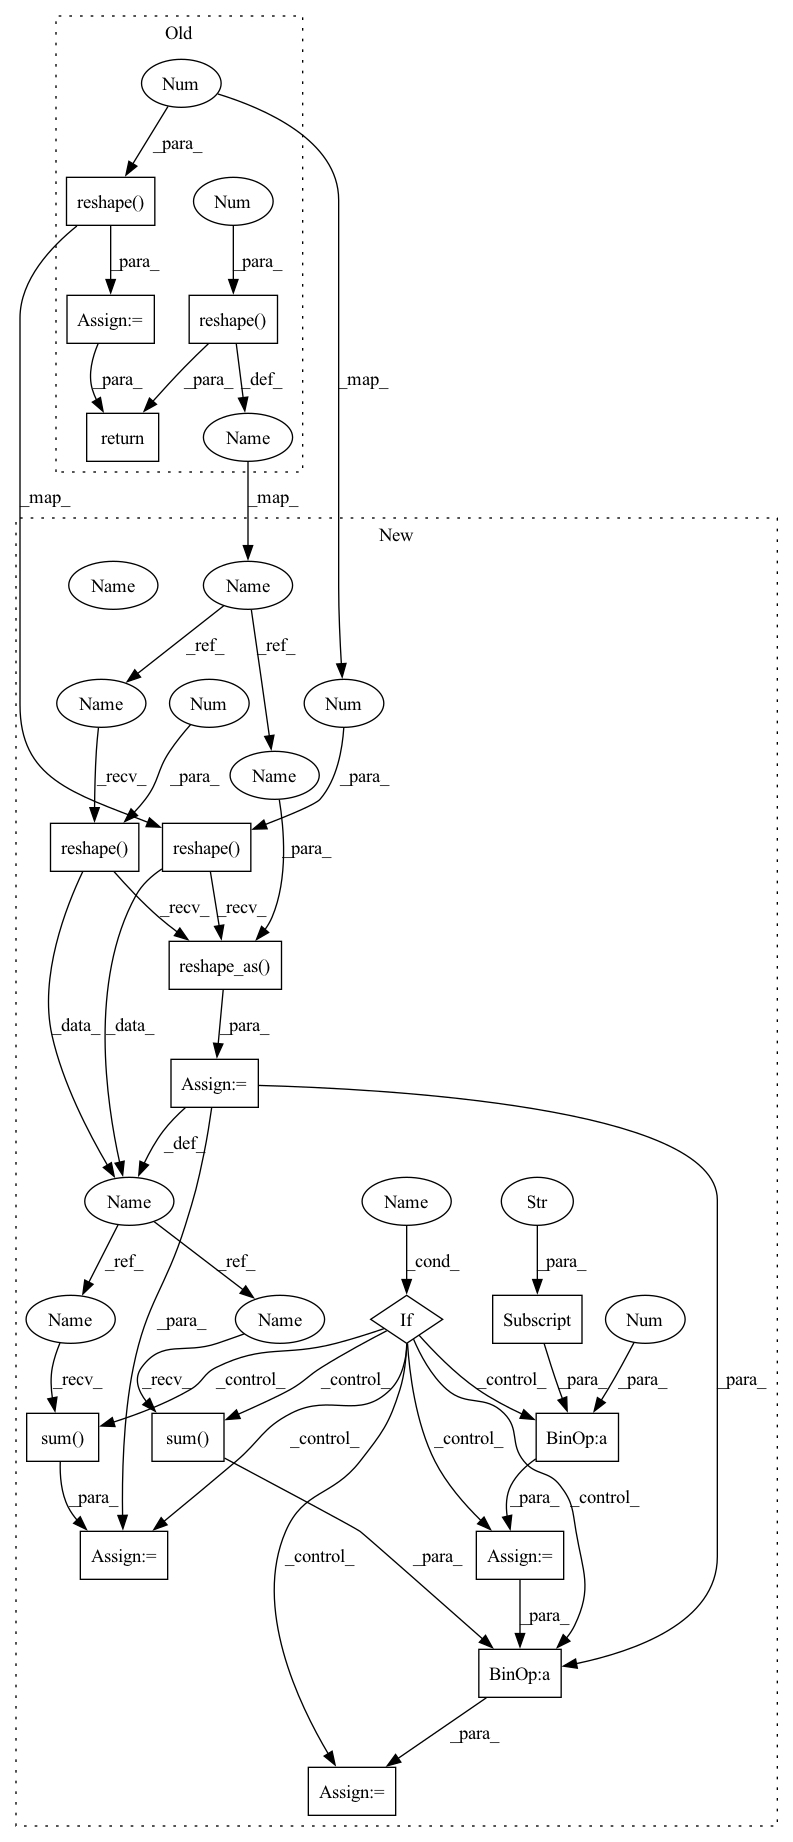 Old
Num
_para_
reshape()
Num
_para_
_para_
Assign:=
reshape()
_map_
_para_
_para_
_def_
return
Name
_map_
_map_
New
Name
Name
_ref_
_ref_
Name
Num
Num
Name
_recv_
_para_
_para_
reshape()
reshape()
_para_
_recv_
_recv_
reshape_as()
_data_
_data_
_para_
Assign:=
_def_
Name
Name
Str
_ref_
_ref_
_cond_
_para_
Name
Name
If
Subscript
Num
_para_
_recv_
_recv_
_control_
_control_
_control_
_para_
_para_
_para_
sum()
sum()
BinOp:a
_control_
_control_
_para_
_para_
_control_
Assign:=
_control_
_para_
Assign:=
_para_
BinOp:a
_para_
Assign:=